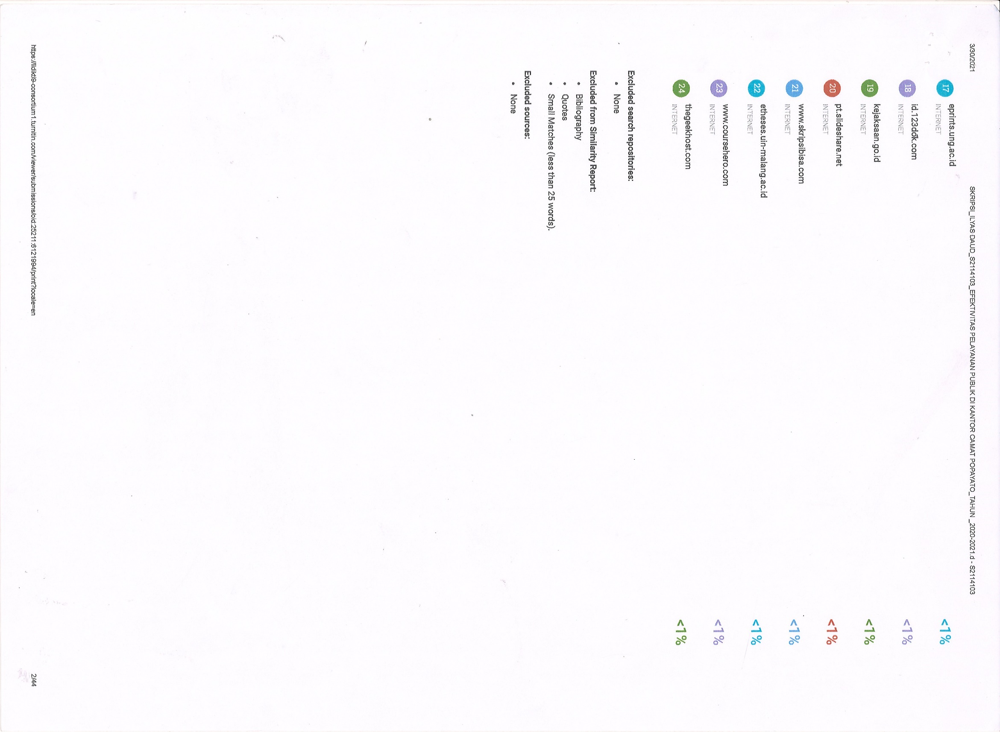 3/30/2021
SKRIPSI_ILYAS DAUD_S2114103_EFEKTIVITAS PELAYANAN PUBLIK DI KANTOR CAMAT POPAYATO_TAHUN_2020-2021.d - S2114103
17 eprints.ung.ac.id <1%
INTERNET
18 id.123dok.com <1%
INTERNET
19 kejaksaan.go.id <1%
INTERNET
20 pt.slideshare.net <1%
INTERNET
21 www.skripsibisa.com <1%
INTERNET
22 etheses.uin-malang.ac.id <1%
INTERNET
23 www.coursehero.com <1%
INTERNET
24 thegeekhost.com <1%
INTERNET
Excluded search repositories:
• None
Excluded from Similarity Report:
• Bibliography
• Quotes
• Small Matches (less than 25 words).
Excluded sources:
• None
https://lldikti9-consortium1.turnitin.com/viewer/submissions/oid:25211:6121994/print?locale=en
2/44